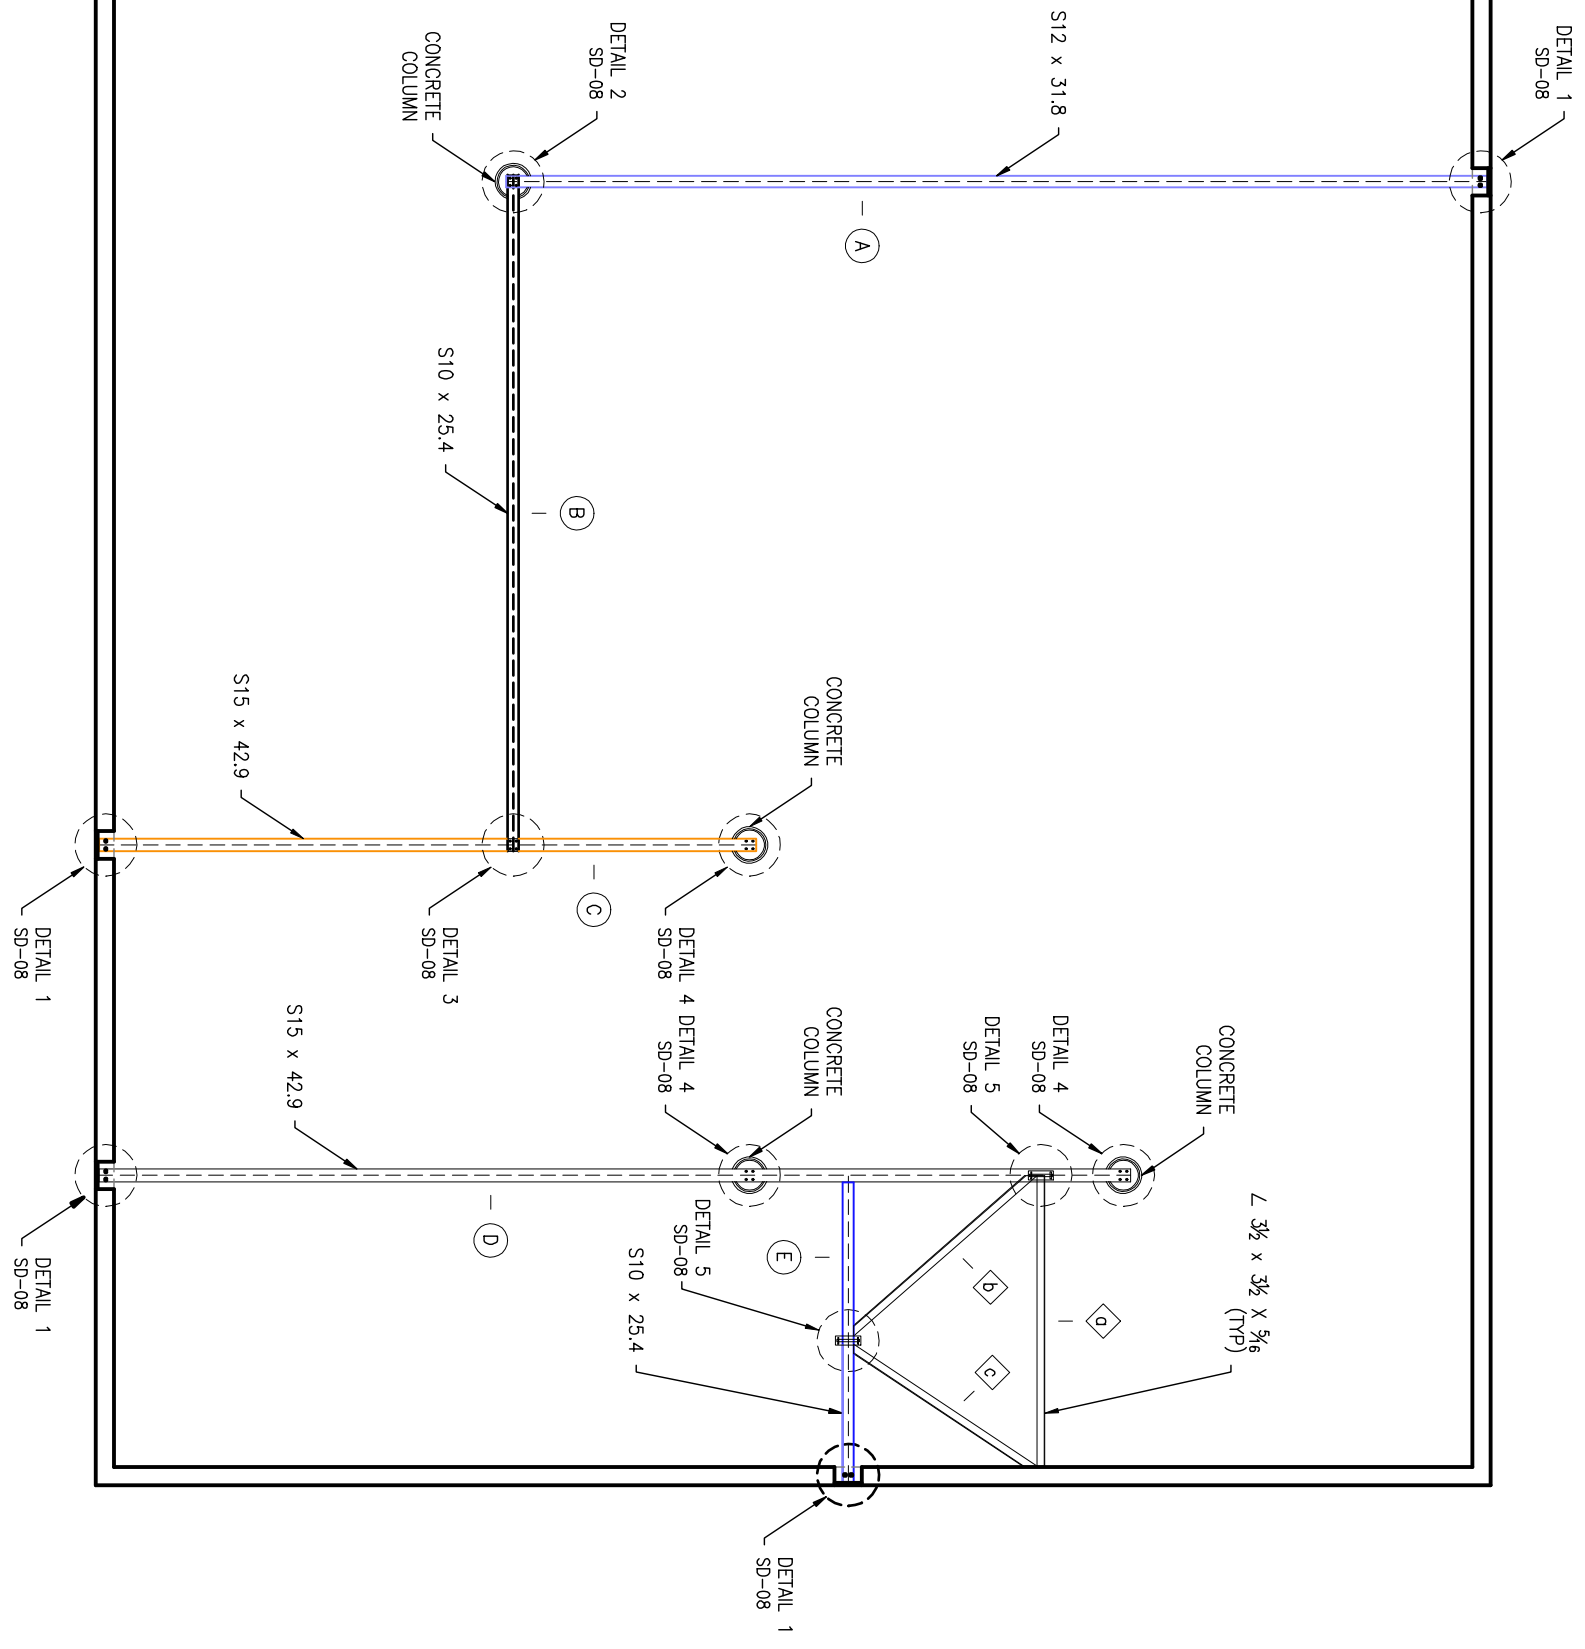 DETAIL 1
SD-08
S12 x 31.8
DETAIL 2
SD-08
CONCRETE
COLUMN
A
S10 x 25.4
B
CONCRETE
COLUMN
S15 x 42.9
C
DETAIL 4
SD-08
DETAIL 3
SD-08
DETAIL 1
SD-08
CONCRETE
COLUMN
DETAIL 4
SD-08
DETAIL 5
SD-08
CONCRETE
COLUMN
DETAIL 4
SD-08
S15 x 42.9
∠ 3½ x 3½ X 5⁄16
(TYP)
a
b
c
E
D
DETAIL 5
SD-08
S10 x 25.4
DETAIL 1
SD-08
DETAIL 1
SD-08